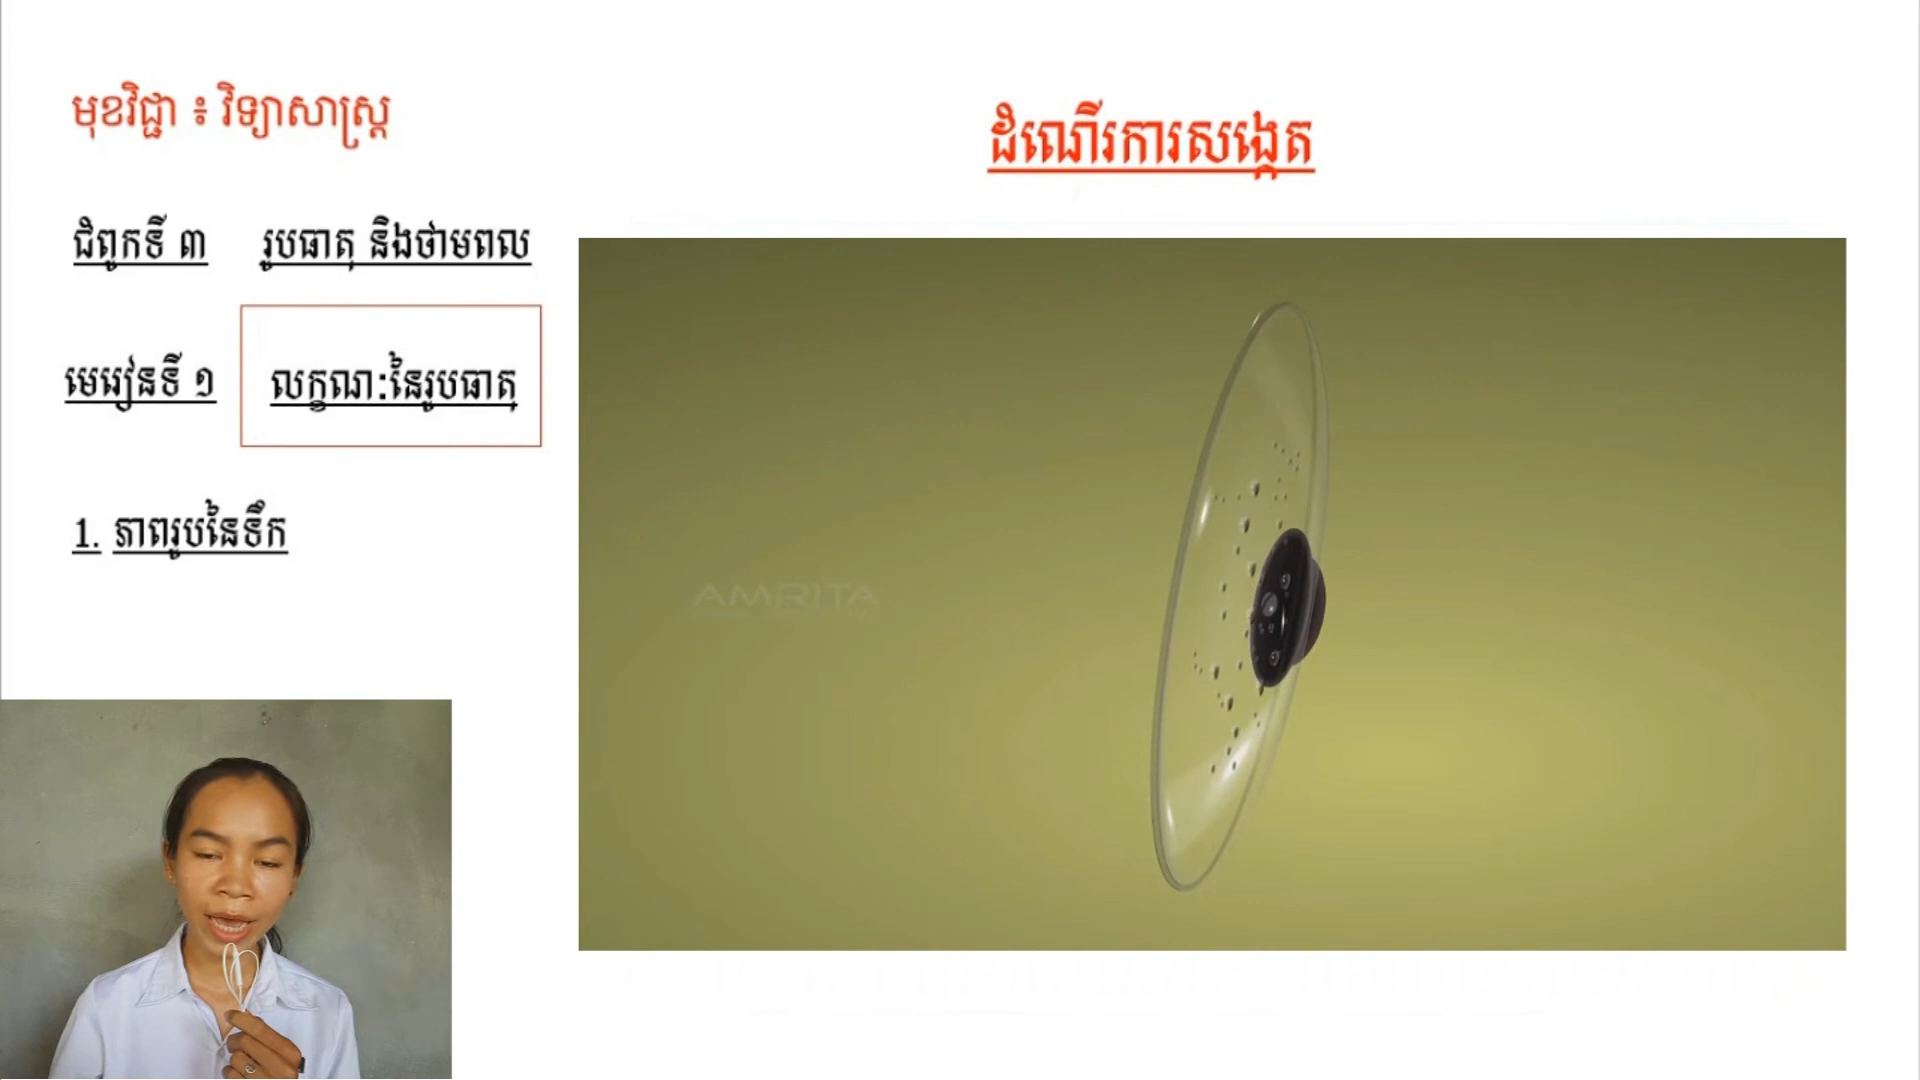 មុខវិជ្ជា ៖ វិទ្យាសាស្ត្រ
ដំណើរការសង្កេត
ជំពូកទី ៣ រូបធាតុ និងថាមពល
មេរៀនទី ១ លក្ខណៈនៃរូបធាតុ
1. ភាពរូបនៃទឹក
AMRITA